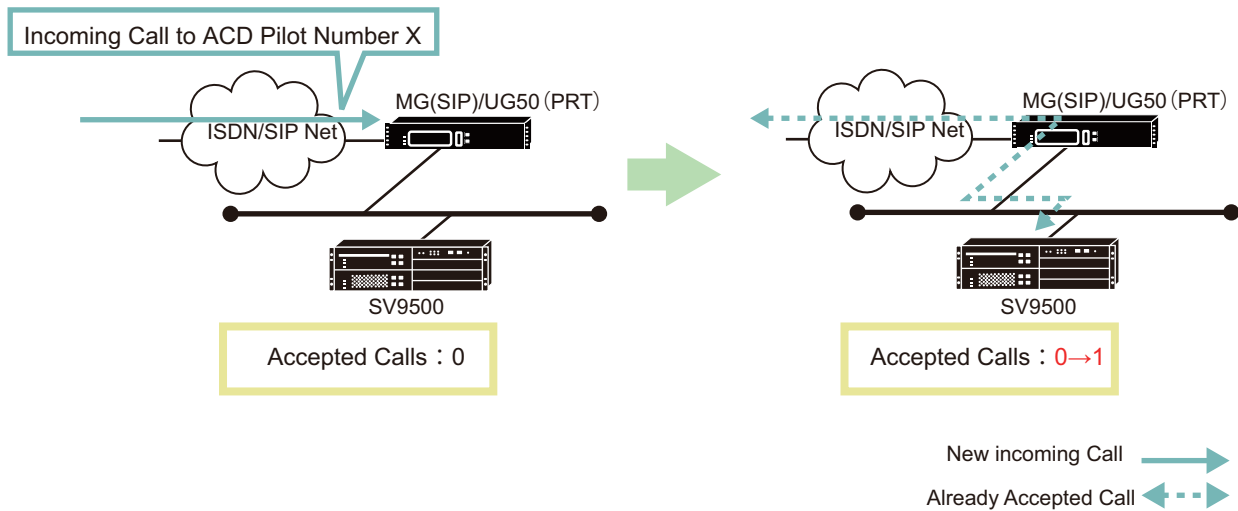 Incoming Call to ACD Pilot Number X
MG(SIP)/UG50（PRT）
ISDN/SIP Net
SV9500
Accepted Calls：0
MG(SIP)/UG50（PRT）
ISDN/SIP Net
SV9500
Accepted Calls：0→1
New incoming Call
Already Accepted Call